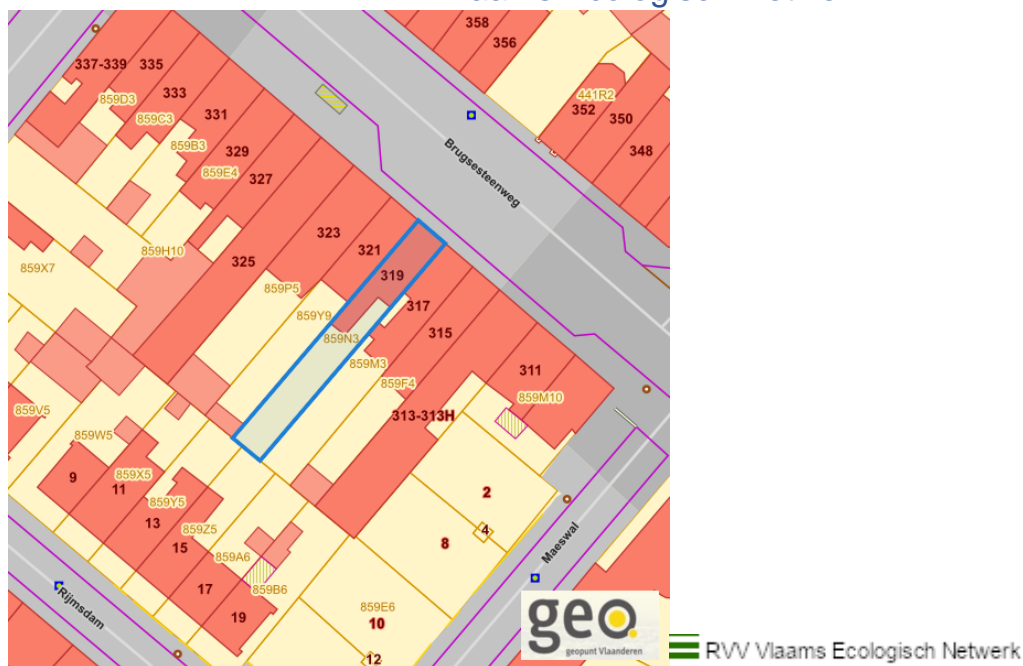 358
356
337-339
335
333
859D3
859C3
331
859B3
329
859E4
327
441R2
352
350
348
Brugsesteenweg
323
321
319
325
859H10
859X7
859P5
859Y9
859N3
317
315
859M3
859F4
311
859M10
313-313H
859V5
859W5
9
11
859X5
859Y5
13
15
859Z5
859A6
17
19
859B6
2
4
8
859E6
10
12
Maeswal
Rijmsdam
geo
geopunt Vlaanderen
RVV Vlaams Ecologisch Netwerk